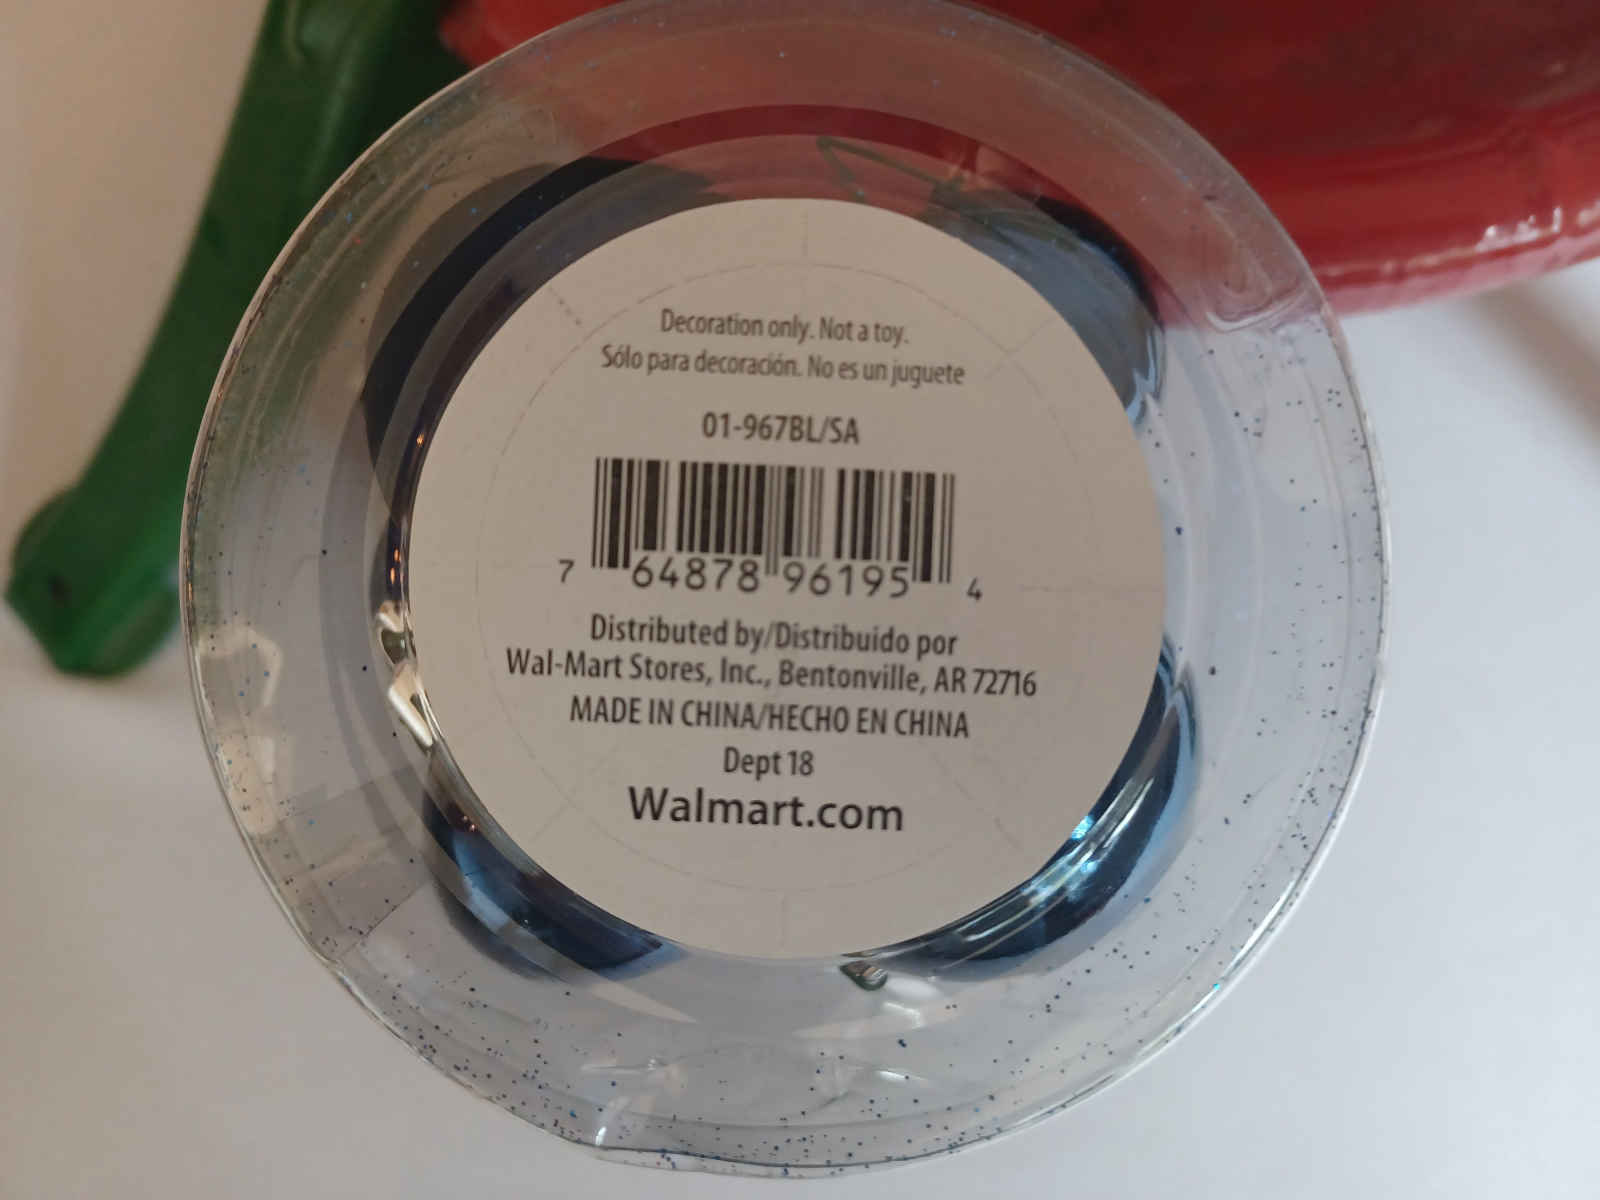 Decoration only. Not a toy.
Sólo para decoración. No es un juguete
01-967BL/SA
7 64878 96195 4
Distributed by/Distribuido por
Wal-Mart Stores, Inc., Bentonville, AR 72716
MADE IN CHINA/HECHO EN CHINA
Dept 18
Walmart.com